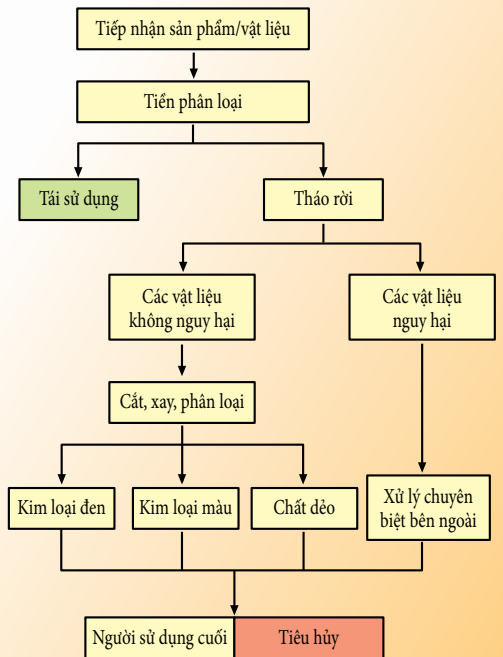 Tiếp nhận sản phẩm/vật liệu
Tiền phân loại
Tái sử dụng
Tháo rời
Các vật liệu
không nguy hại
Các vật liệu
nguy hại
Cắt, xay, phân loại
Kim loại đen
Kim loại màu
Chất dẻo
Xử lý chuyên
biệt bên ngoài
Người sử dụng cuối
Tiêu hủy